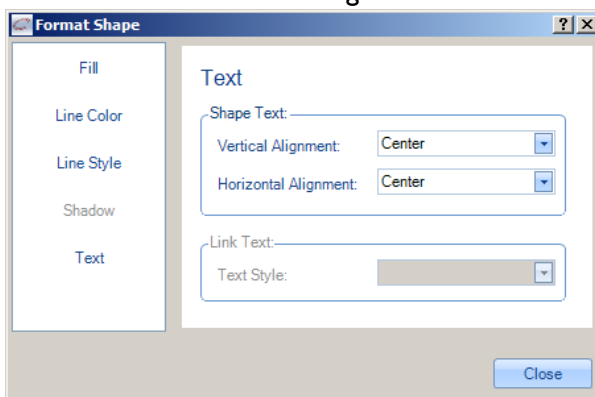 Format Shape
Fill
Line Color
Line Style
Shadow
Text
Text
Shape Text:
Vertical Alignment: Center
Horizontal Alignment: Center
Link Text:
Text Style:
Close